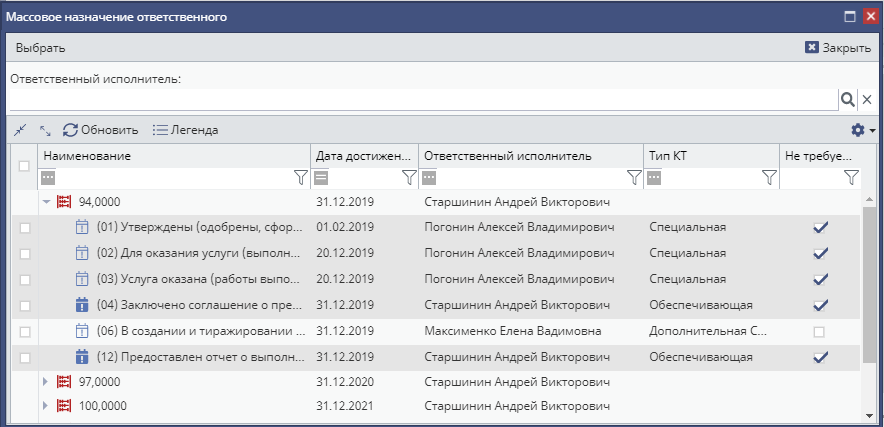 Массовое назначение ответственного
Выбрать Закрыть
Ответственный исполнитель:
Обновить Легенда
Наименование Дата достижен... Ответственный исполнитель Тип КТ Не требуе...
94,0000 31.12.2019 Старшинин Андрей Викторович
(01) Утверждены (одобрены, сфор... 01.02.2019 Погонин Алексей Владимирович Специальная
(02) Для оказания услуги (выполн... 20.12.2019 Погонин Алексей Владимирович Специальная
(03) Услуга оказана (работы выпо... 20.12.2019 Погонин Алексей Владимирович Специальная
(04) Заключено соглашение о пре... 31.12.2019 Старшинин Андрей Викторович Обеспечивающая
(06) В создании и тиражировании ... 31.12.2019 Максименко Елена Вадимовна Дополнительная С...
(12) Предоставлен отчет о выполн... 31.12.2019 Старшинин Андрей Викторович Обеспечивающая
97,0000 31.12.2020 Старшинин Андрей Викторович
100,0000 31.12.2021 Старшинин Андрей Викторович